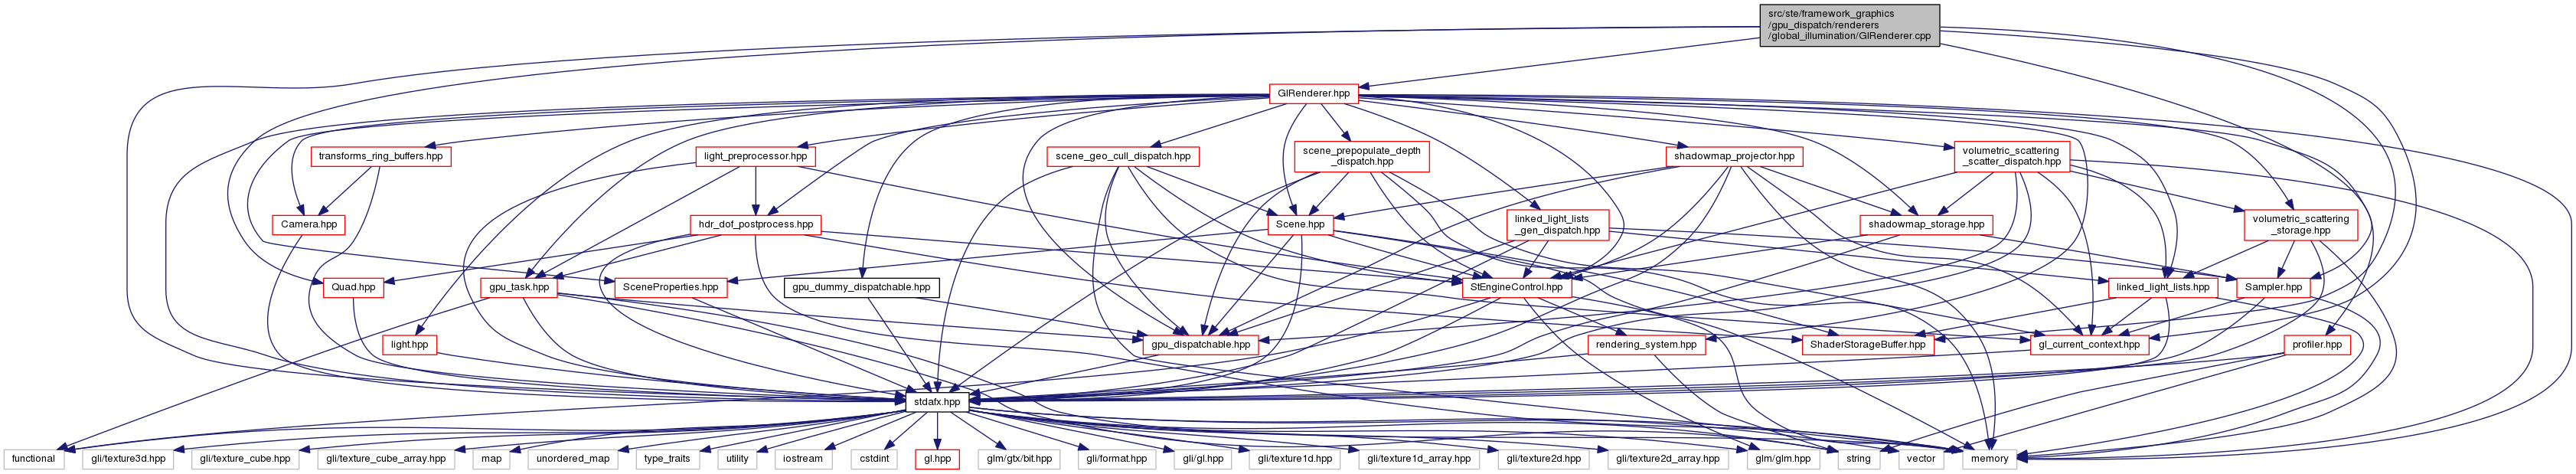 src/ste/framework_graphics
/gpu_dispatch/renderers
/global_illumination/GIRenderer.cpp
GIRenderer.hpp
transforms_ring_buffers.hpp
light_preprocessor.hpp
scene_geo_cull_dispatch.hpp
scene_prepopulate_depth
_dispatch.hpp
shadowmap_projector.hpp
volumetric_scattering
_scatter_dispatch.hpp
Camera.hpp
hdr_dof_postprocess.hpp
Scene.hpp
linked_light_lists
_gen_dispatch.hpp
shadowmap_storage.hpp
volumetric_scattering
_storage.hpp
Quad.hpp
gpu_task.hpp
SceneProperties.hpp
gpu_dummy_dispatchable.hpp
StEngineControl.hpp
linked_light_lists.hpp
Sampler.hpp
light.hpp
gpu_dispatchable.hpp
rendering_system.hpp
ShaderStorageBuffer.hpp
gl_current_context.hpp
profiler.hpp
stdafx.hpp
functional
gli/texture3d.hpp
gli/texture_cube.hpp
gli/texture_cube_array.hpp
map
unordered_map
type_traits
utility
iostream
cstdint
gl.hpp
glm/gtx/bit.hpp
gli/format.hpp
gli/gl.hpp
gli/texture1d.hpp
gli/texture1d_array.hpp
gli/texture2d.hpp
gli/texture2d_array.hpp
glm/glm.hpp
string
vector
memory